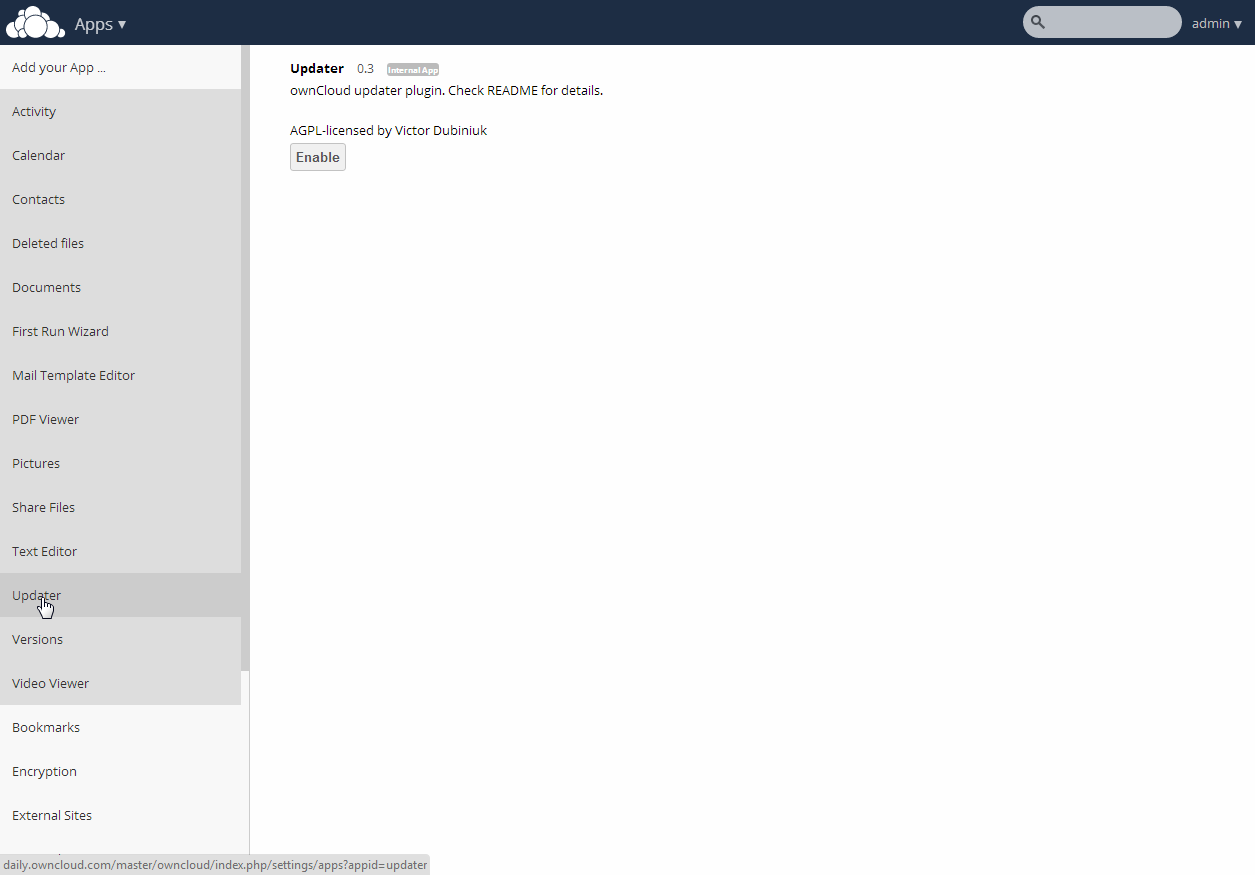 Apps ▾
admin ▾
Add your App ...
Activity
Calendar
Contacts
Deleted files
Documents
First Run Wizard
Mail Template Editor
PDF Viewer
Pictures
Share Files
Text Editor
Updater
Versions
Video Viewer
Bookmarks
Encryption
External Sites
Updater 0.3 Internal App
ownCloud updater plugin. Check README for details.
AGPL-licensed by Victor Dubiniuk
Enable
daily.owncloud.com/master/owncloud/index.php/settings/apps?appid=updater